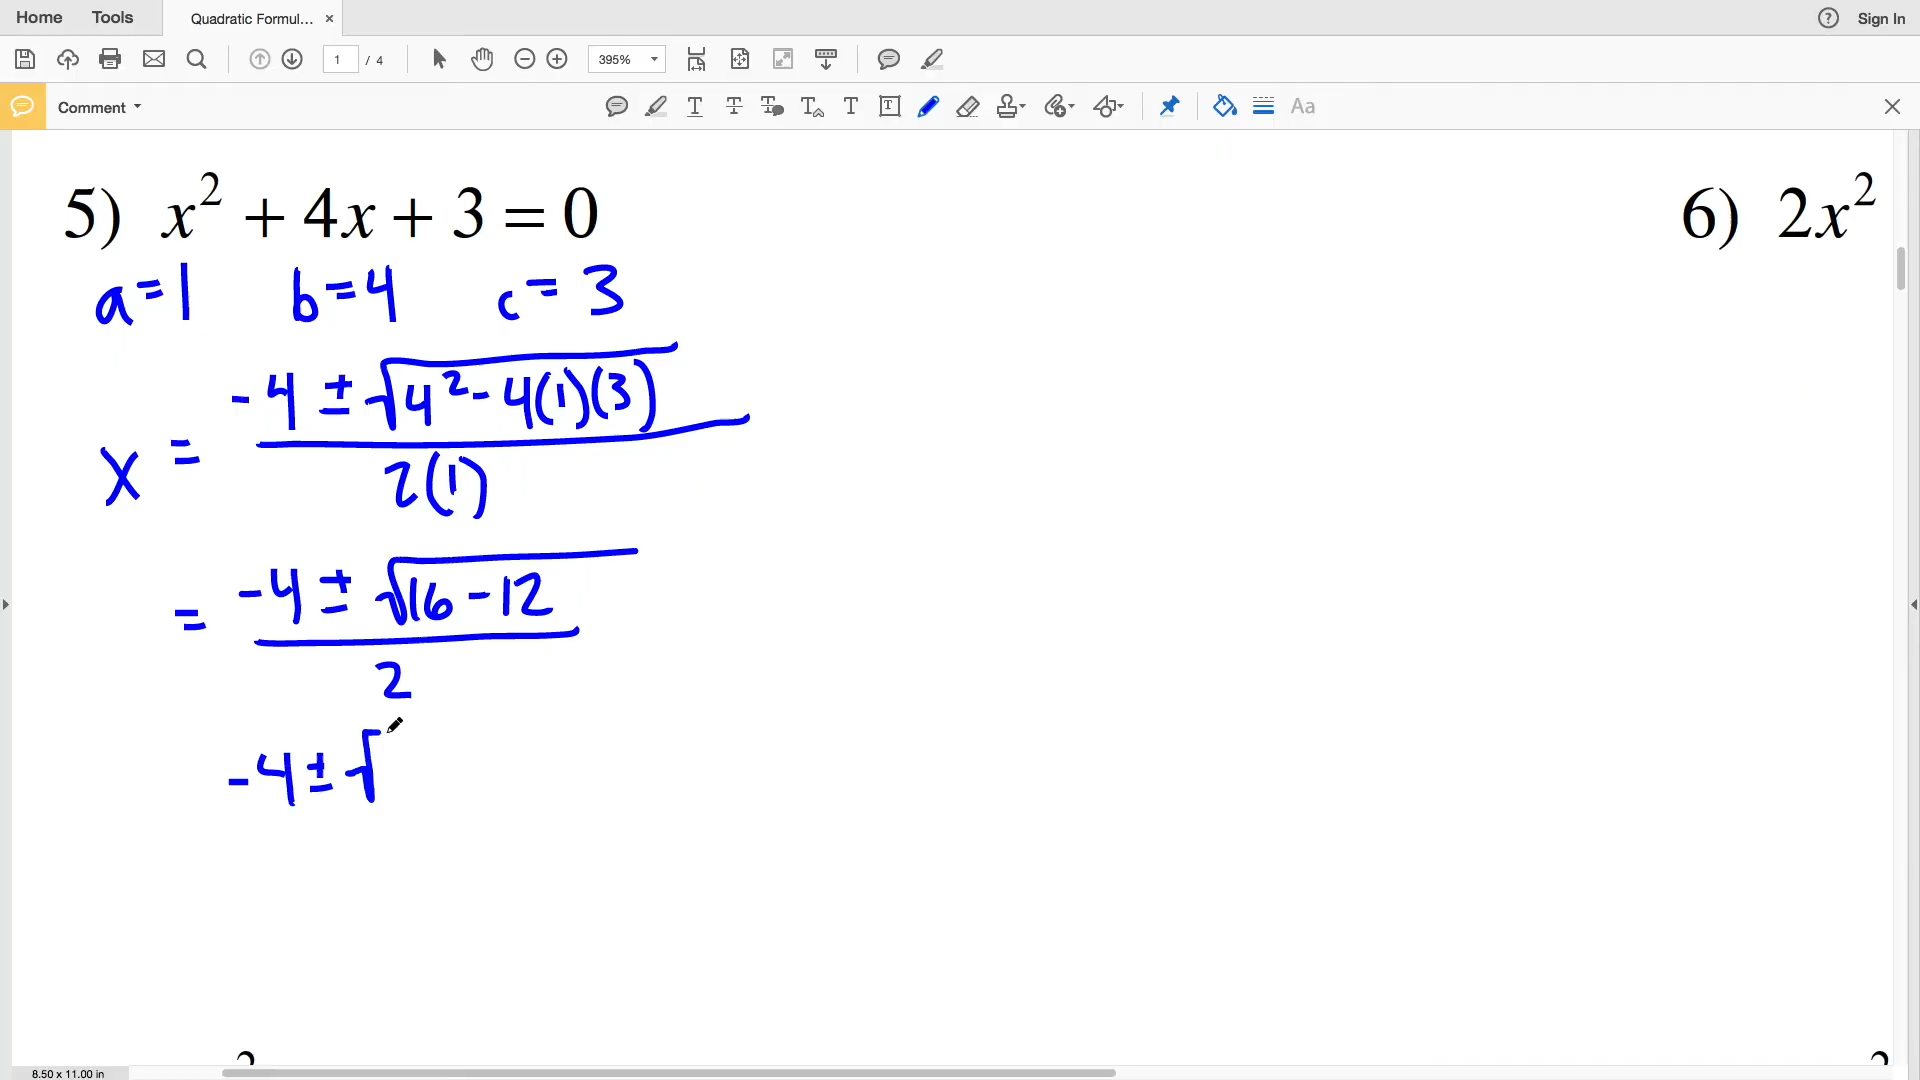 Home Tools Quadratic Formul... × ? Sign In
1 / 4 395%
Comment T T T T T T Aa
5) x² + 4x + 3 = 0 6) 2x²
a = 1 b = 4 c = 3
-4 ± √4² - 4(1)(3)
x =
2(1)
-4 ± √16 - 12
=
2
-4 ± √
8.50 x 11.00 in